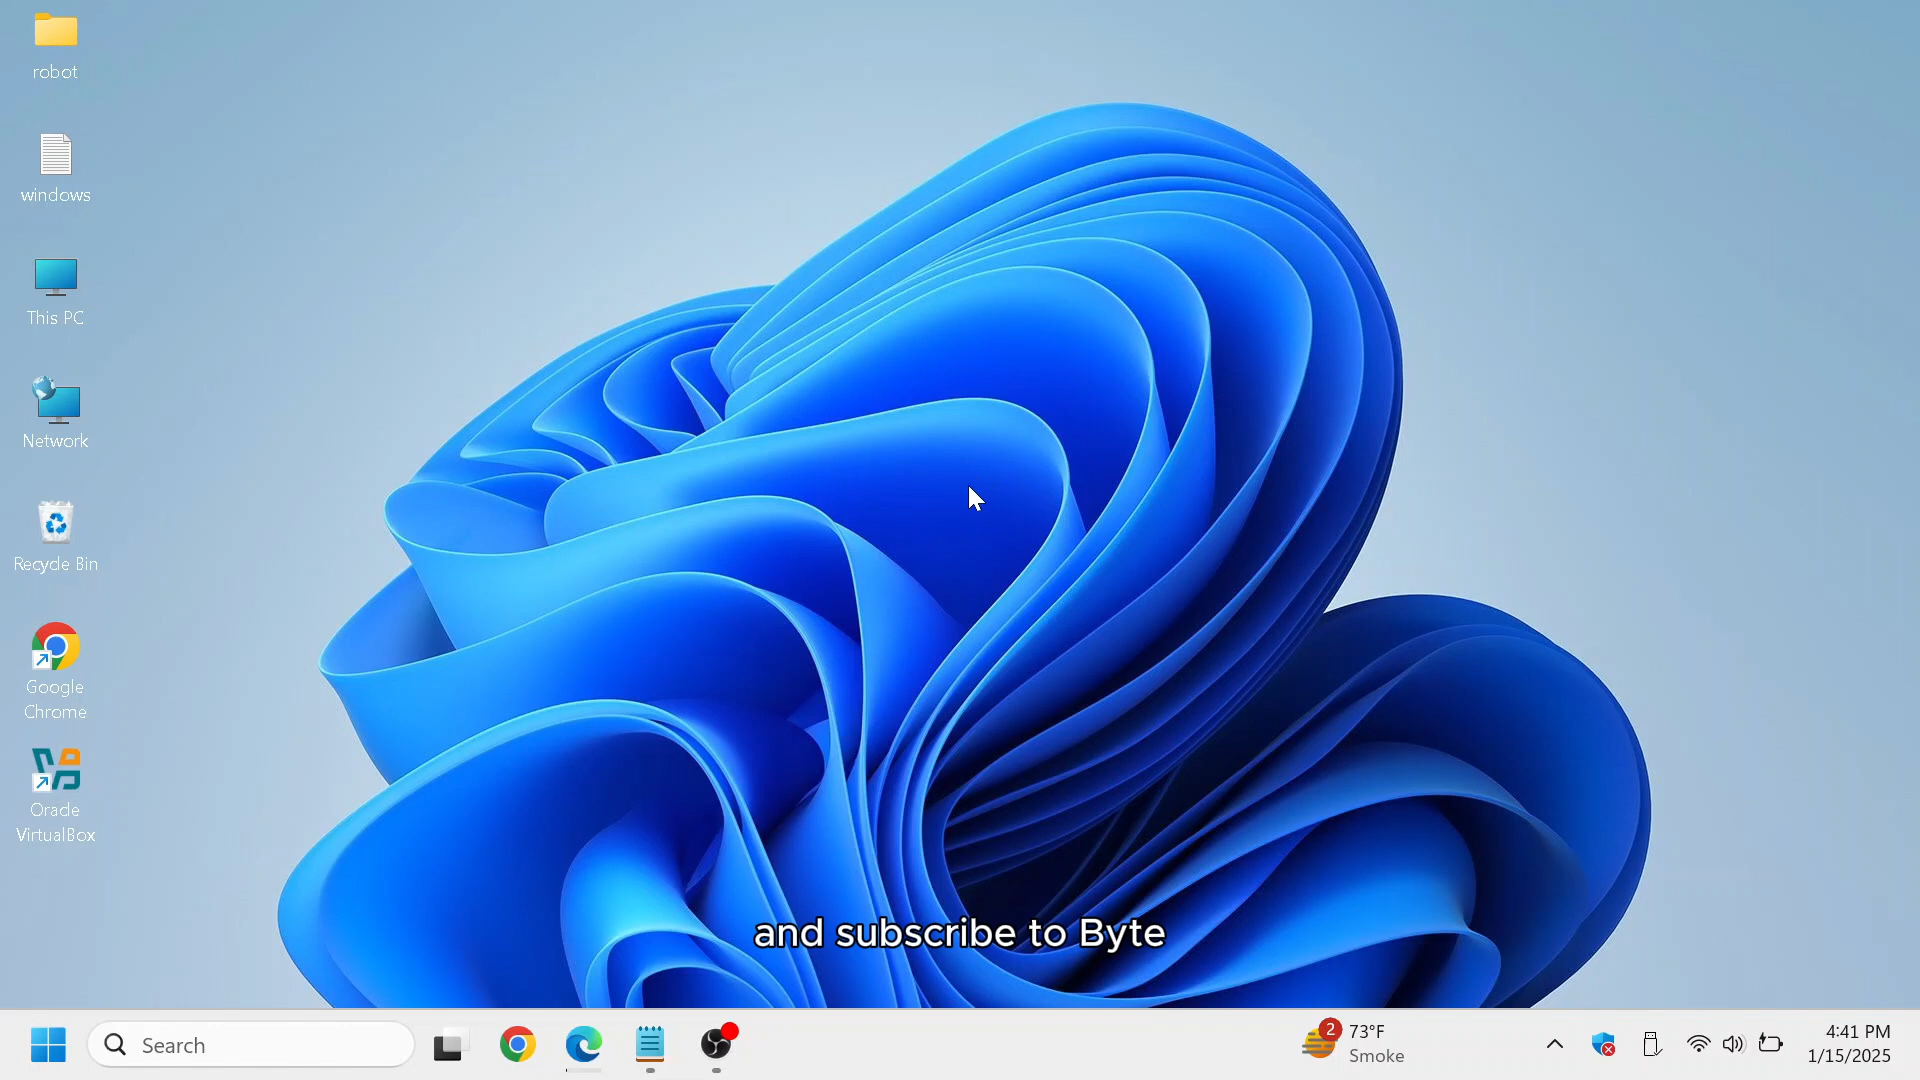 robot
windows
This PC
Network
Recycle Bin
Google
Chrome
Oracle
VirtualBox
and subscribe to Byte
Search
2
73°F
Smoke
4:41 PM
1/15/2025